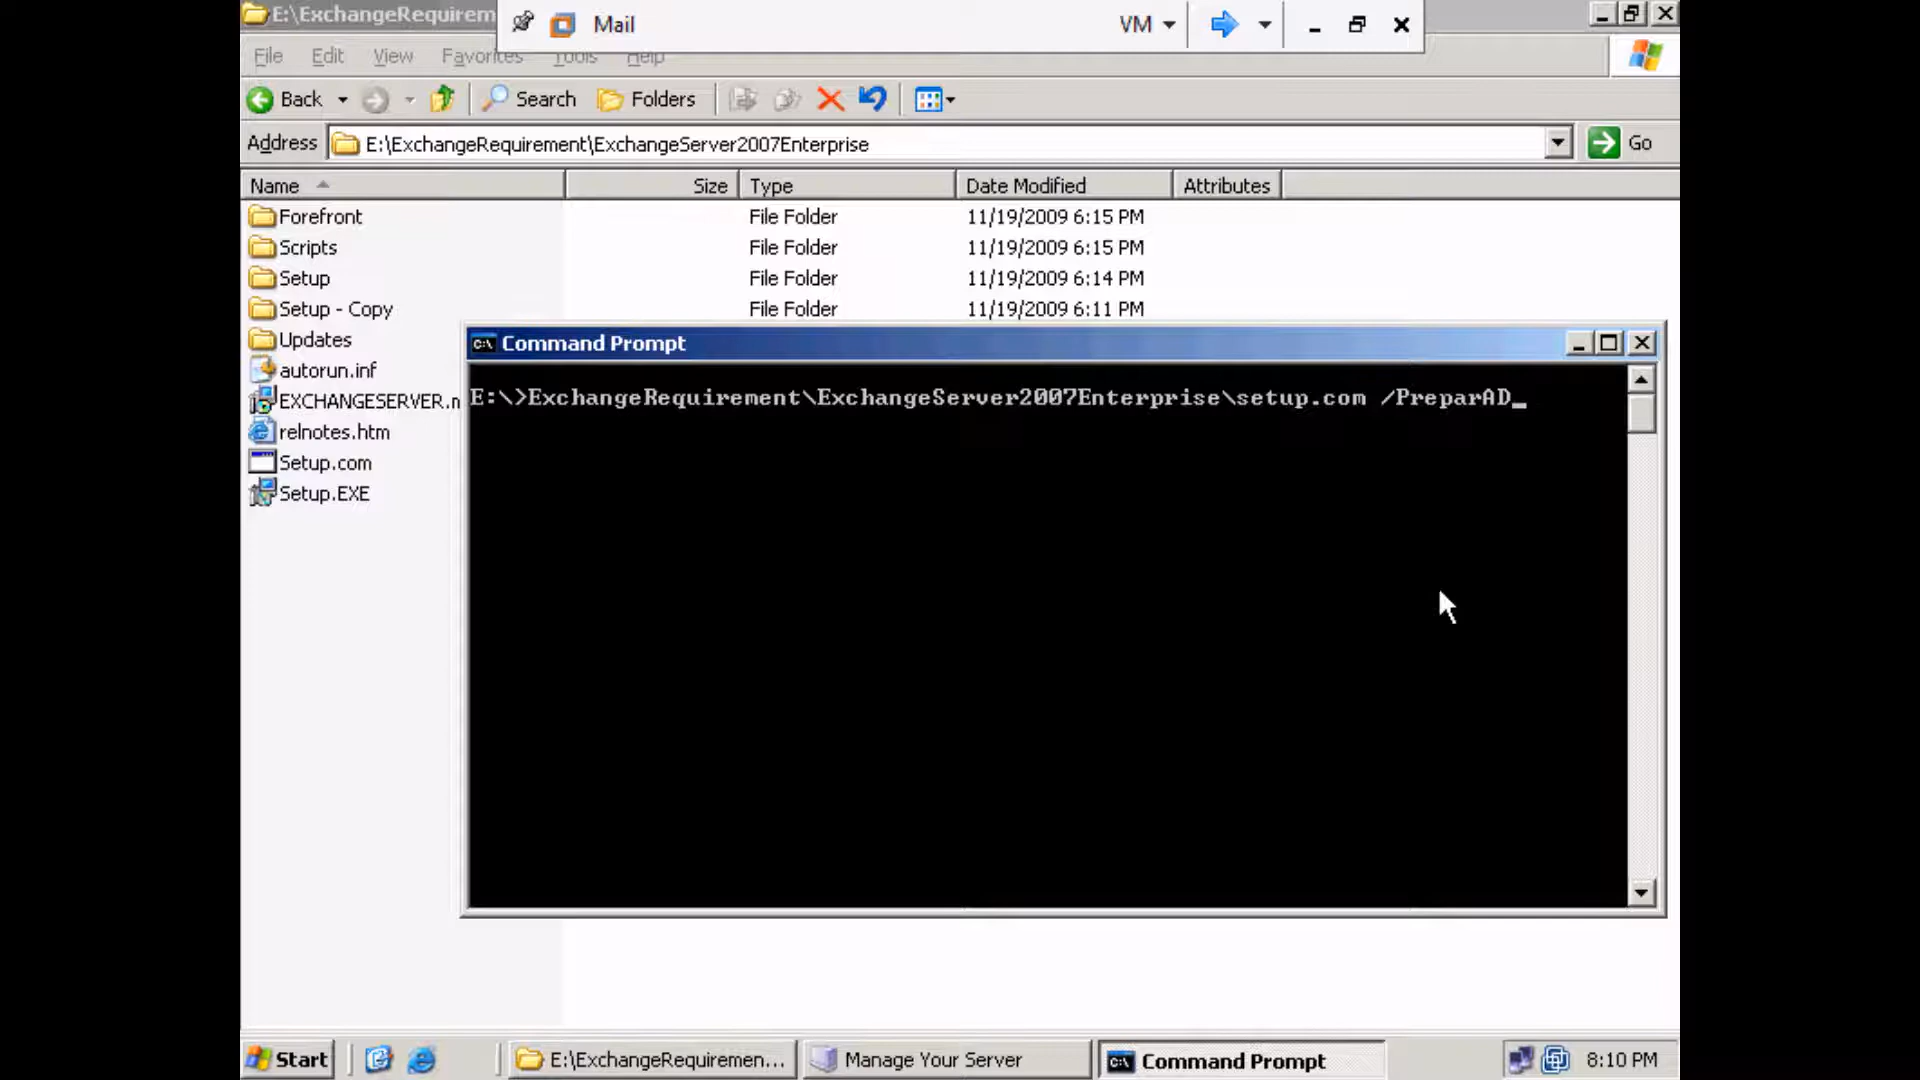 E:\ExchangeRequirem
Mail
VM
File Edit View Favorites Tools Help
Back Search Folders
Address E:\ExchangeRequirement\ExchangeServer2007Enterprise Go
Name Size Type Date Modified Attributes
Forefront File Folder 11/19/2009 6:15 PM
Scripts File Folder 11/19/2009 6:15 PM
Setup File Folder 11/19/2009 6:14 PM
Setup - Copy File Folder 11/19/2009 6:11 PM
Updates
autorun.inf
EXCHANGESERVER.n
relnotes.htm
Setup.com
Setup.EXE
C:\ Command Prompt
E:\>ExchangeRequirement\ExchangeServer2007Enterprise\setup.com /PreparAD_
Start E:\ExchangeRequiremen... Manage Your Server C:\ Command Prompt 8:10 PM